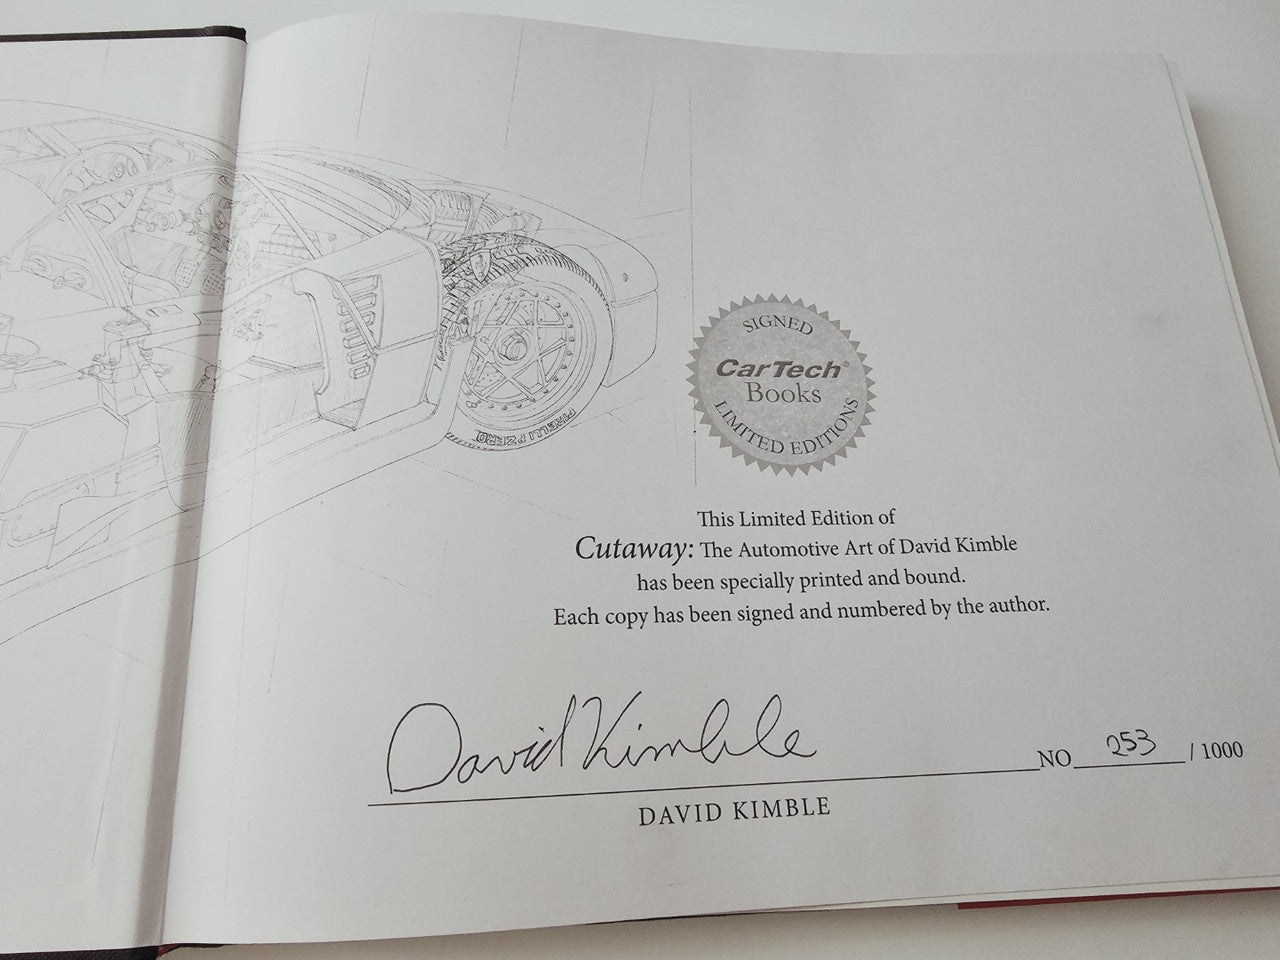 SIGNED
CarTech®
Books
LIMITED EDITIONS
PIRELLI P ZERO
This Limited Edition of
Cutaway: The Automotive Art of David Kimble
has been specially printed and bound.
Each copy has been signed and numbered by the author.
David Kimble
NO 253 / 1000
DAVID KIMBLE